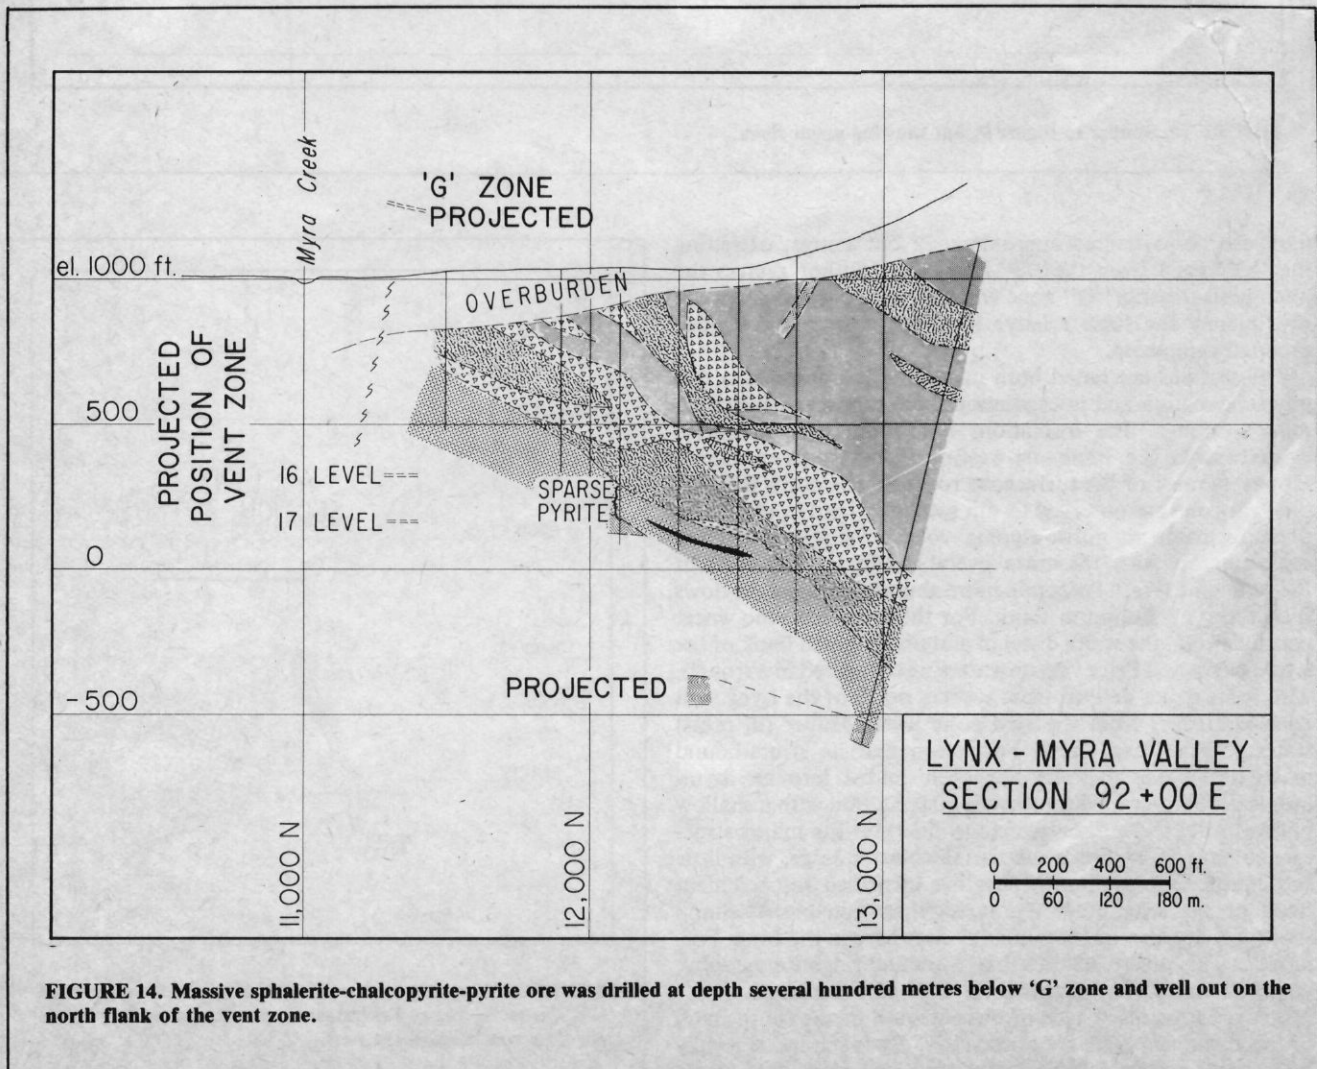 Myra Creek
'G' ZONE
PROJECTED
el. 1000 ft.
OVERBURDEN
PROJECTED
POSITION OF
VENT ZONE
500
16 LEVEL
17 LEVEL
SPARSE
PYRITE
0
PROJECTED
-500
11,000 N
12,000 N
13,000 N
LYNX MYRA VALLEY
SECTION 92+00 E
0 200 400 600 ft.
0 60 120 180 m.
FIGURE 14. Massive sphalerite-chalcopyrite-pyrite ore was drilled at depth several hundred metres below 'G' zone and well out on the
north flank of the vent zone.